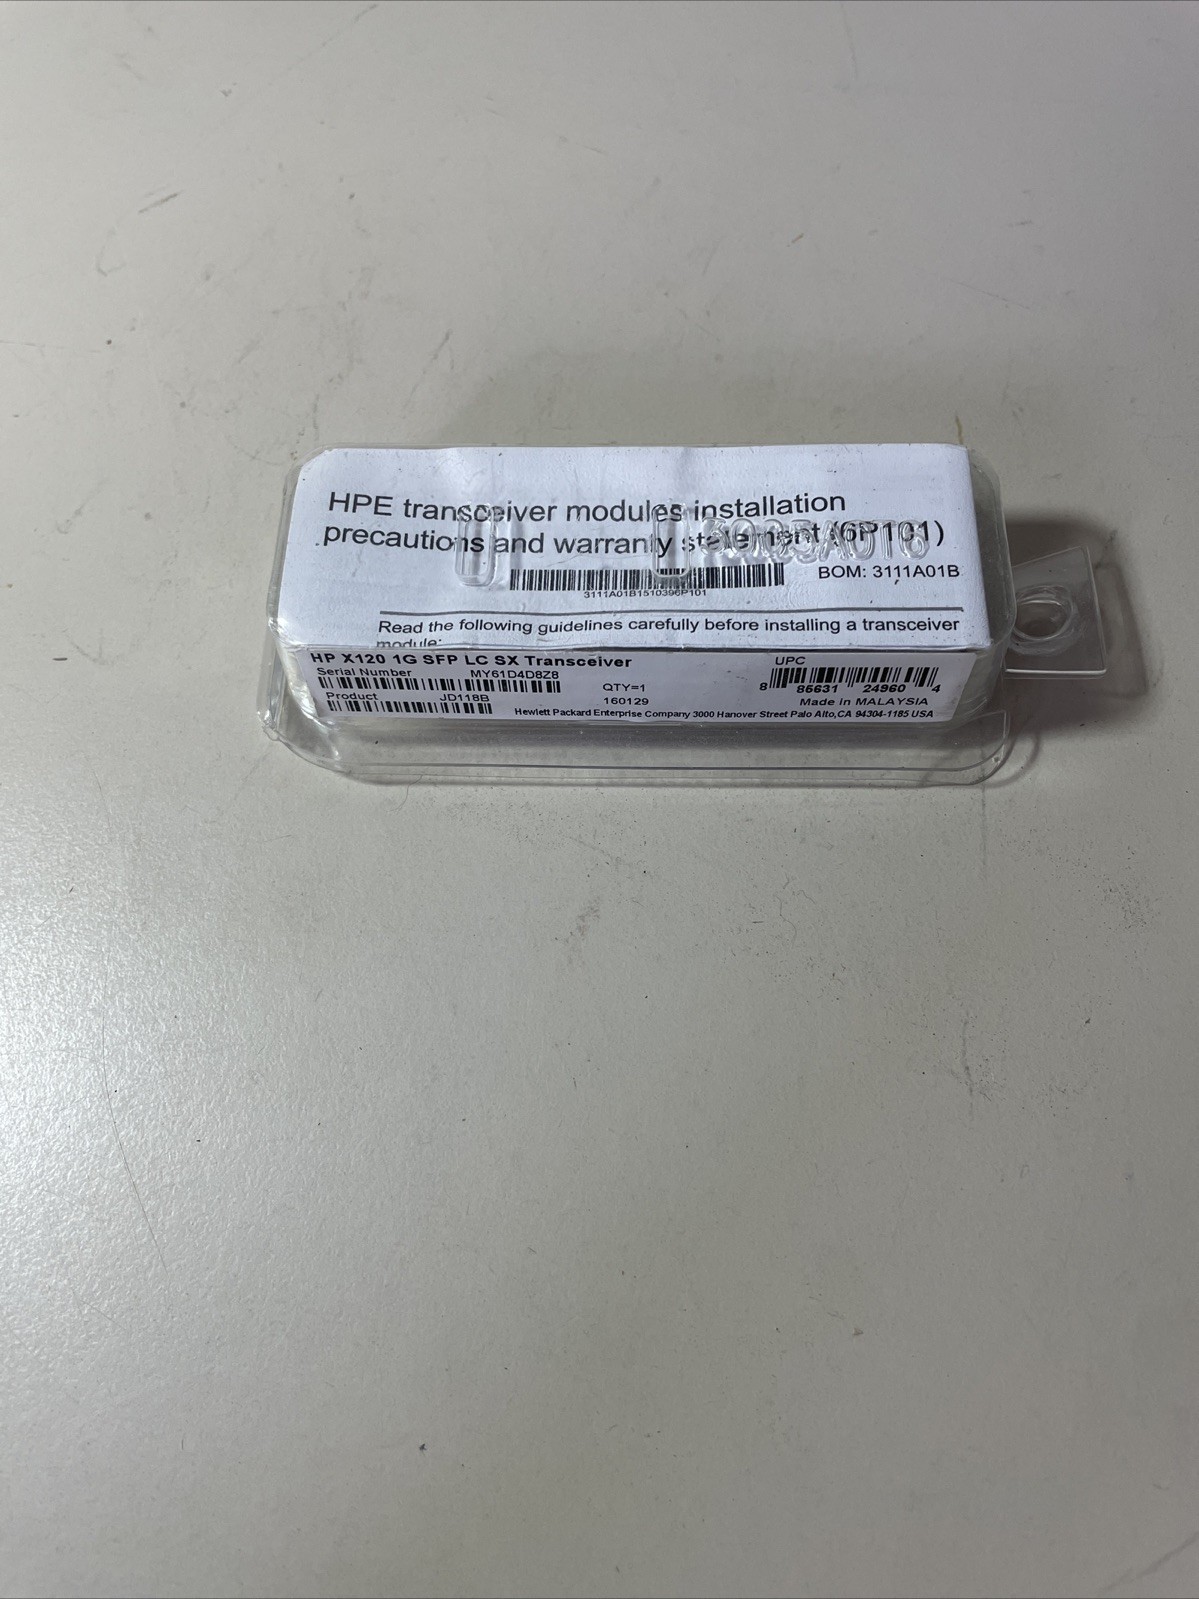 HPE transceiver modules installation
precautions and warranty statement (6P101)
BOM: 3111A01B
3111A01B1510396P101
Read the following guidelines carefully before installing a transceiver
module:
HP X120 1G SFP LC SX Transceiver
UPC
Serial Number MY61D4D8Z8
QTY=1
8 85631 24960 4
Product JD118B
160129
Made in MALAYSIA
Hewlett Packard Enterprise Company 3000 Hanover Street Palo Alto,CA 94304-1185 USA